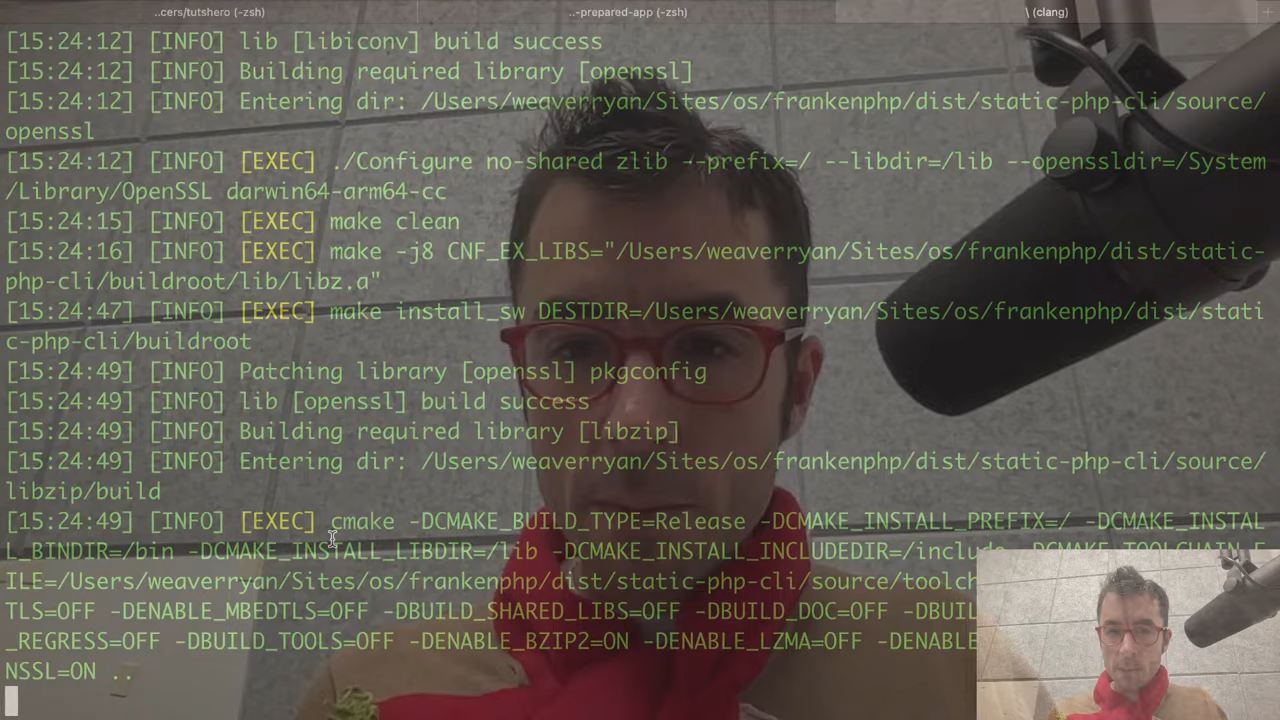 ..cers/tutshero (-zsh) ..-prepared-app (-zsh) \ (clang) +
[15:24:12] [INFO] lib [libiconv] build success
[15:24:12] [INFO] Building required library [openssl]
[15:24:12] [INFO] Entering dir: /Users/weaverryan/Sites/os/frankenphp/dist/static-php-cli/source/
openssl
[15:24:12] [INFO] [EXEC] ./Configure no-shared zlib --prefix=/ --libdir=/lib --openssldir=/System
/Library/OpenSSL darwin64-arm64-cc
[15:24:15] [INFO] [EXEC] make clean
[15:24:16] [INFO] [EXEC] make -j8 CNF_EX_LIBS="/Users/weaverryan/Sites/os/frankenphp/dist/static-
php-cli/buildroot/lib/libz.a"
[15:24:47] [INFO] [EXEC] make install_sw DESTDIR=/Users/weaverryan/Sites/os/frankenphp/dist/stati
c-php-cli/buildroot
[15:24:49] [INFO] Patching library [openssl] pkgconfig
[15:24:49] [INFO] lib [openssl] build success
[15:24:49] [INFO] Building required library [libzip]
[15:24:49] [INFO] Entering dir: /Users/weaverryan/Sites/os/frankenphp/dist/static-php-cli/source/
libzip/build
[15:24:49] [INFO] [EXEC] cmake -DCMAKE_BUILD_TYPE=Release -DCMAKE_INSTALL_PREFIX=/ -DCMAKE_INSTAL
L_BINDIR=/bin -DCMAKE_INSTALL_LIBDIR=/lib -DCMAKE_INSTALL_INCLUDEDIR=/include
ILE=/Users/weaverryan/Sites/os/frankenphp/dist/static-php-cli/source/toolch
TLS=OFF -DENABLE_MBEDTLS=OFF -DBUILD_SHARED_LIBS=OFF -DBUILD_DOC=OFF -DBUIL
_REGRESS=OFF -DBUILD_TOOLS=OFF -DENABLE_BZIP2=ON -DENABLE_LZMA=OFF -DENABLE
NSSL=ON ..